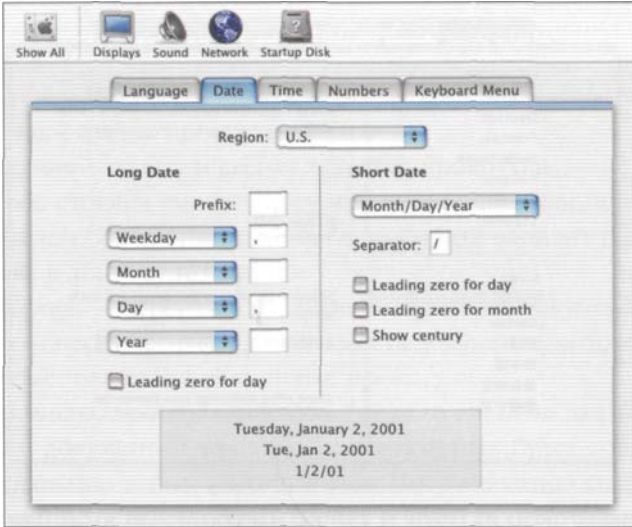 Show All Displays Sound Network Startup Disk
Language Date Time Numbers Keyboard Menu
Region: U.S.
Long Date
Prefix:
Weekday ,
Month
Day ,
Year
Leading zero for day
Short Date
Month/Day/Year
Separator: /
Leading zero for day
Leading zero for month
Show century
Tuesday, January 2, 2001
Tue, Jan 2, 2001
1/2/01